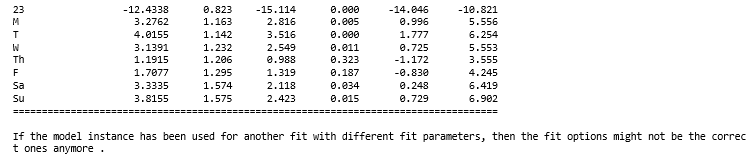 23 -12.4338 0.823 -15.114 0.000 -14.046 -10.821
M 3.2762 1.163 2.816 0.005 0.996 5.556
T 4.0155 1.142 3.516 0.000 1.777 6.254
W 3.1391 1.232 2.549 0.011 0.725 5.553
Th 1.1915 1.206 0.988 0.323 -1.172 3.555
F 1.7077 1.295 1.319 0.187 -0.830 4.245
Sa 3.3335 1.574 2.118 0.034 0.248 6.419
Su 3.8155 1.575 2.423 0.015 0.729 6.902
==============================================================================
If the model instance has been used for another fit with different fit parameters, then the fit options might not be the correc
t ones anymore .